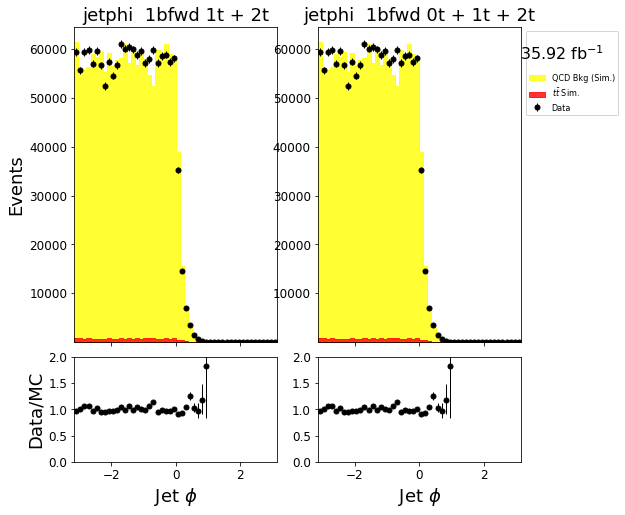 jetphi 1bfwd 1t + 2t
jetphi 1bfwd 0t + 1t + 2t
60000
50000
40000
30000
20000
10000
Events
60000
50000
40000
30000
20000
10000
35.92 fb⁻¹
QCD Bkg (Sim.)
tt̄ Sim.
Data
2.0
1.5
1.0
0.5
0.0
Data/MC
−2
0
2
Jet ϕ
2.0
1.5
1.0
0.5
0.0
−2
0
2
Jet ϕ